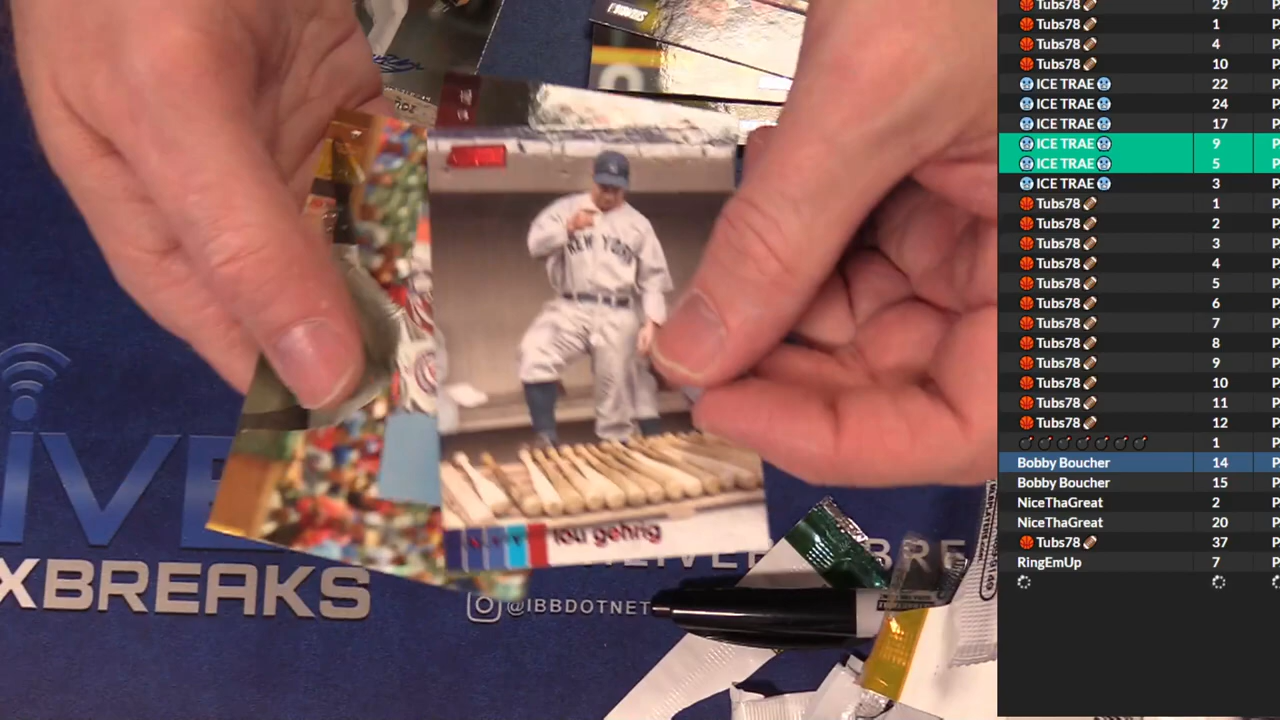 Tubs78 29
Tubs78 1
Tubs78 4
Tubs78 10
ICE TRAE 22
ICE TRAE 24
ICE TRAE 17
ICE TRAE 9 P
ICE TRAE 5 P
ICE TRAE 3 P
Tubs78 1 P
Tubs78 2 P
Tubs78 3 P
Tubs78 4 P
Tubs78 5 P
Tubs78 6 P
Tubs78 7 P
Tubs78 8 P
Tubs78 9 P
Tubs78 10 P
Tubs78 11 P
Tubs78 12 P
1 P
Bobby Boucher 14 P
Bobby Boucher 15 P
NiceThaGreat 2 P
NiceThaGreat 20 P
Tubs78 37 P
RingEmUp 7 P
NEW YORK
lou gehrig
iIVE
XBREAKS
@IBBDOTNET